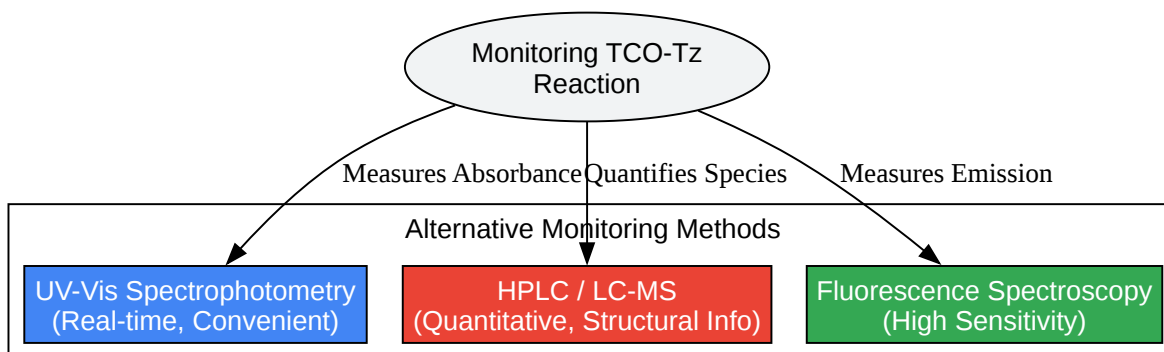 Monitoring TCO-Tz
Reaction
Measures Absorbance
Quantifies Species
Measures Emission
Alternative Monitoring Methods
UV-Vis Spectrophotometry
(Real-time, Convenient)
HPLC / LC-MS
(Quantitative, Structural Info)
Fluorescence Spectroscopy
(High Sensitivity)